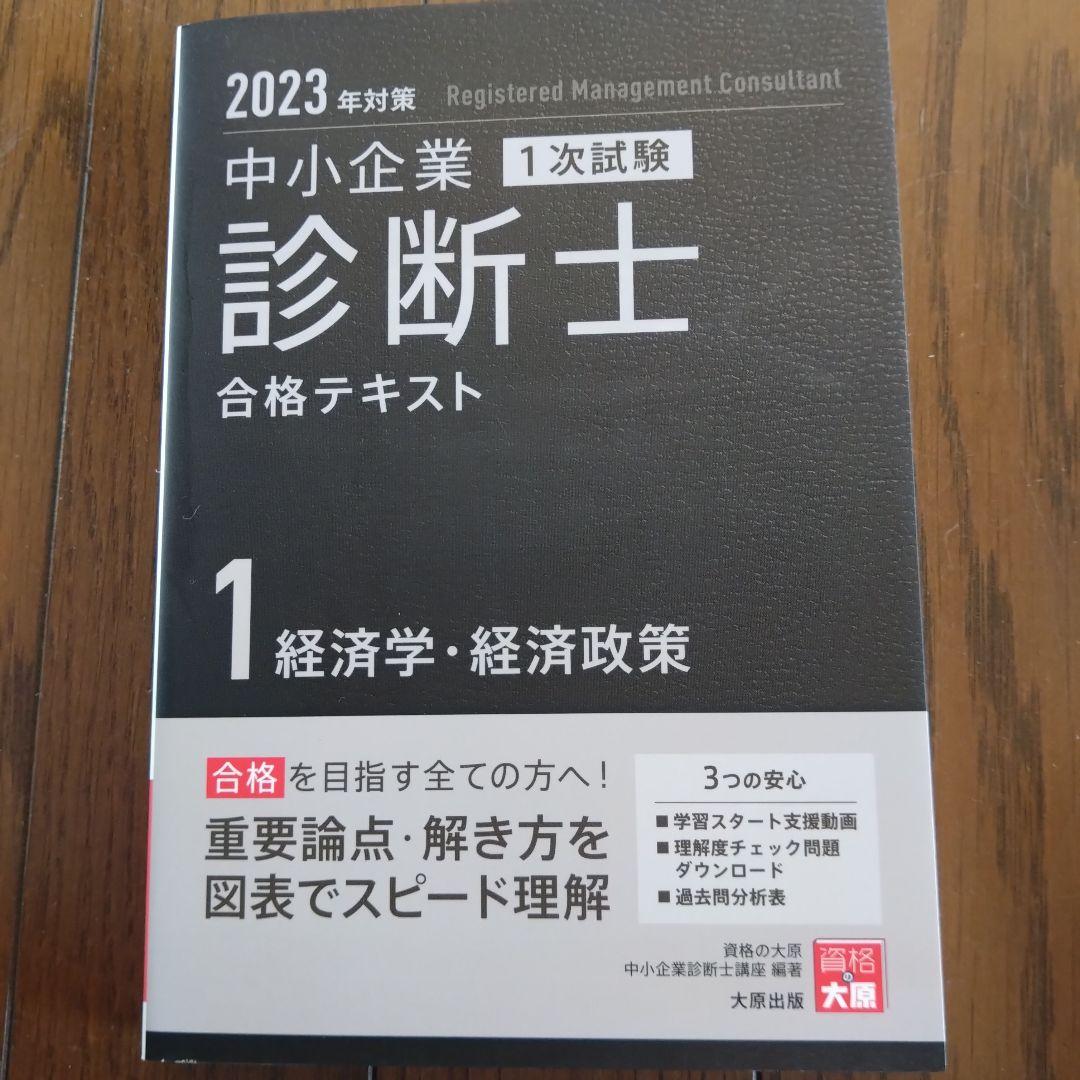 2023年対策 Registered Management Consultant
中小企業 1次試験
診断士
合格テキスト
1 経済学・経済政策
合格を目指す全ての方へ!
重要論点・解き方を
図表でスピード理解
3つの安心
■学習スタート支援動画
■理解度チェック問題
ダウンロード
■過去問分析表
資格の大原
中小企業診断士講座 編著
大原出版
資格
は
大原